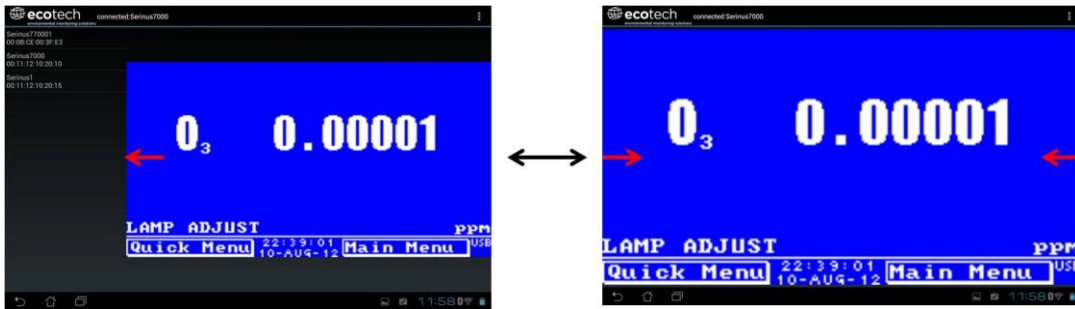 ecotech connected:Serinus7000
environmental monitoring solutions
Serinus770001
00:0B:CE:00:3F:E3
Serinus7000
00:11:12:10:20:10
Serinus1
00:11:12:10:20:15
O3 0.00001
LAMP ADJUST ppm
Quick Menu 22:39:01 10-AUG-12 Main Menu USB
11:58
ecotech connected:Serinus7000
environmental monitoring solutions
O3 0.00001
LAMP ADJUST ppm
Quick Menu 22:39:01 10-AUG-12 Main Menu USB
11:58